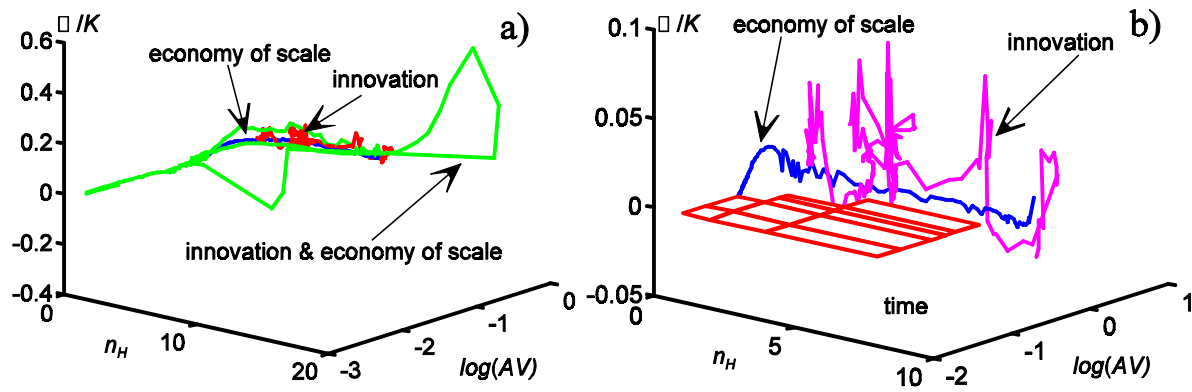 □ /K
a)
0.6
economy of scale
innovation
0.4
0.2
0
-0.2
innovation & economy of scale
-0.4
0
10
20
n_H
-3
-2
-1
0
log(AV)
□ /K
b)
0.1
economy of scale
innovation
0.05
0
-0.05
time
0
5
10
n_H
-2
-1
0
1
log(AV)